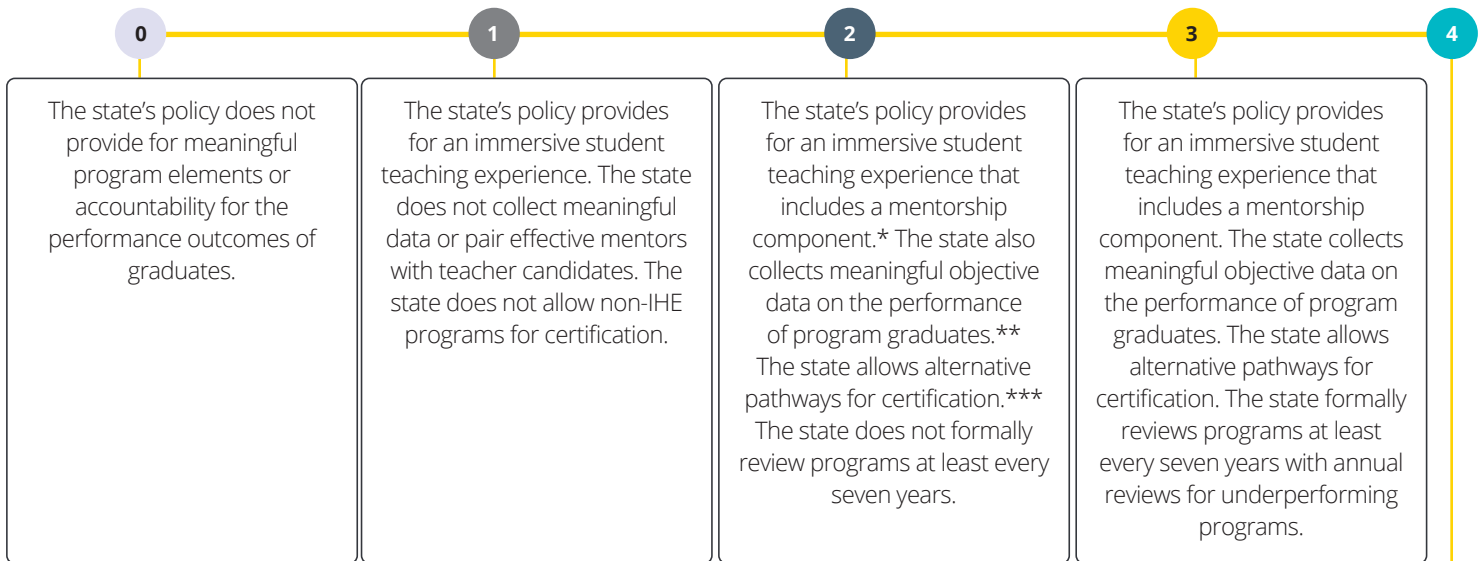 0
1
2
3
4
The state’s policy does not
provide for meaningful
program elements or
accountability for the
performance outcomes of
graduates.
The state’s policy provides
for an immersive student
teaching experience. The state
does not collect meaningful
data or pair effective mentors
with teacher candidates. The
state does not allow non-IHE
programs for certification.
The state’s policy provides
for an immersive student
teaching experience that
includes a mentorship
component.* The state also
collects meaningful objective
data on the performance
of program graduates.**
The state allows alternative
pathways for certification.***
The state does not formally
review programs at least every
seven years.
The state’s policy provides
for an immersive student
teaching experience that
includes a mentorship
component. The state collects
meaningful objective data on
the performance of program
graduates. The state allows
alternative pathways for
certification. The state formally
reviews programs at least
every seven years with annual
reviews for underperforming
programs.